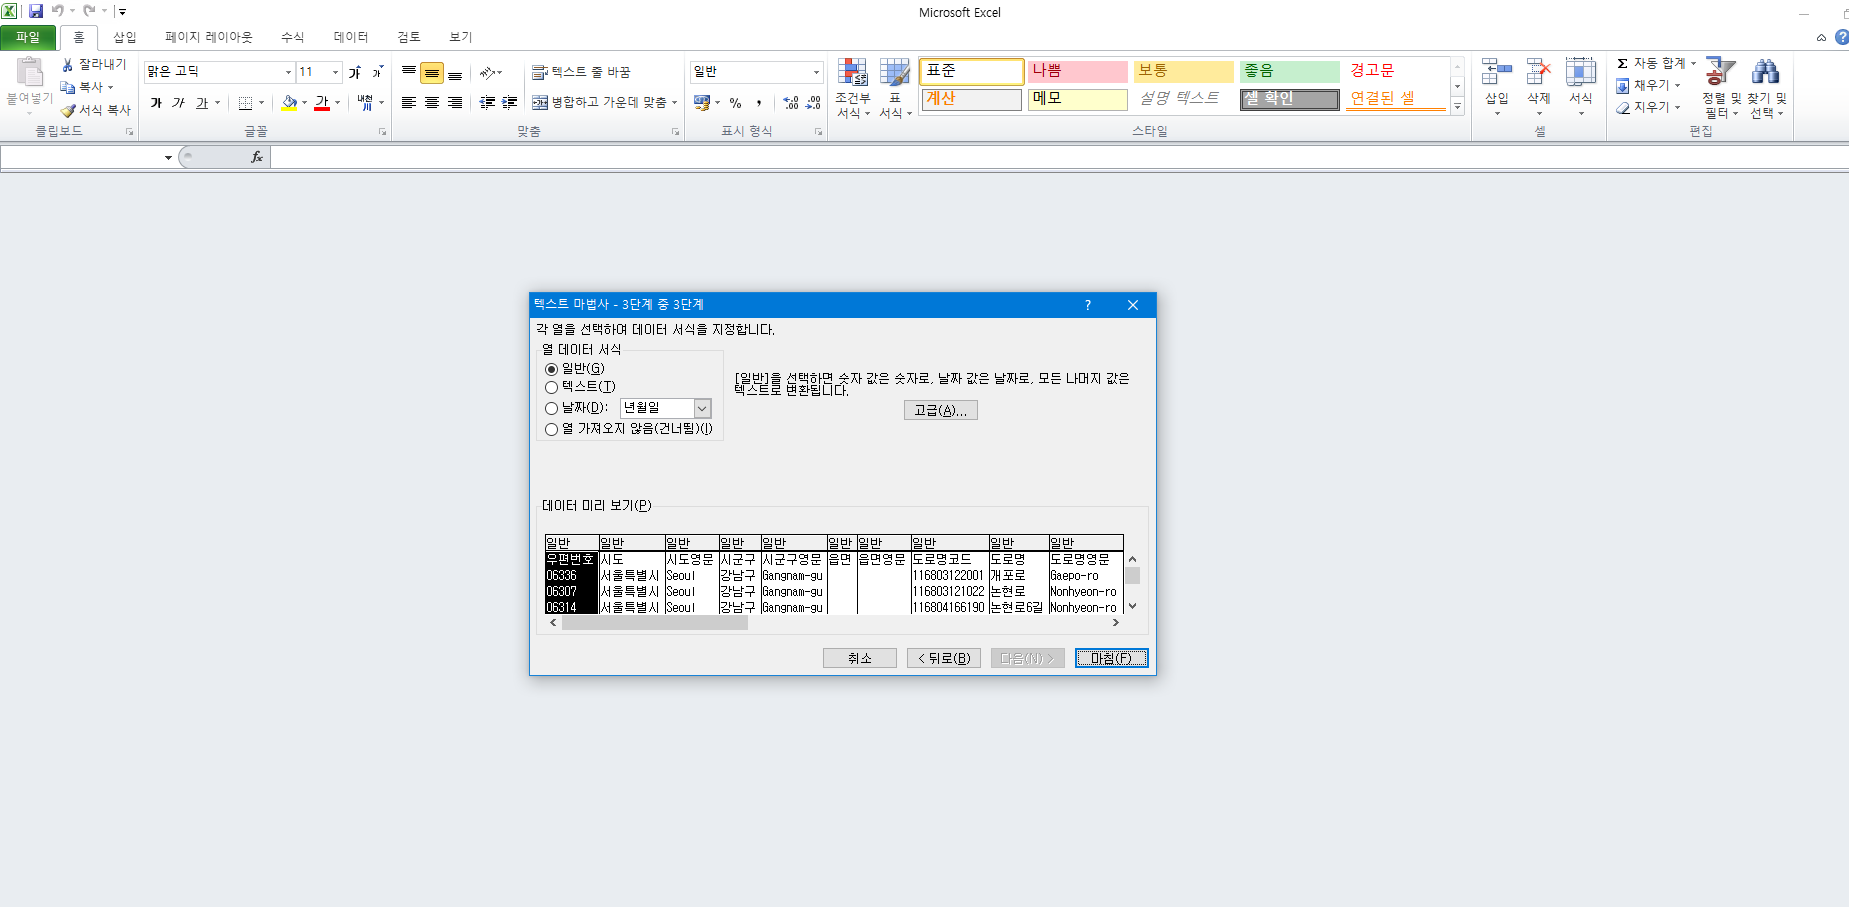 Microsoft Excel
파일 홈 삽입 페이지 레이아웃 수식 데이터 검토 보기
붙여넣기
잘라내기
복사
서식 복사
클립보드
맑은 고딕 11 가 가
가 가 가 가 내천
글꼴
텍스트 줄 바꿈
병합하고 가운데 맞춤
맞춤
일반
% , .00 .00
표시 형식
조건부 서식
표 서식
표준 나쁨 보통 좋음 경고문
계산 메모 설명 텍스트 셀 확인 연결된 셀
스타일
삽입 삭제 서식
셀
Σ 자동 합계
채우기
지우기
정렬 및 필터
찾기 및 선택
편집
fx
텍스트 마법사 - 3단계 중 3단계
각 열을 선택하여 데이터 서식을 지정합니다.
열 데이터 서식
일반(G)
텍스트(T)
날짜(D): 년월일
열 가져오지 않음(건너뜀)(I)
[일반]을 선택하면 숫자 값은 숫자로, 날짜 값은 날짜로, 모든 나머지 값은
텍스트로 변환됩니다.
고급(A)...
데이터 미리 보기(P)
일반 일반 일반 일반 일반 일반 일반 일반 일반 일반
우편번호 시도 시도영문 시군구 시군구영문 읍면 읍면영문 도로명코드 도로명 도로명영문
06336 서울특별시 Seoul 강남구 Gangnam-gu 116803122001 개포로 Gaepo-ro
06307 서울특별시 Seoul 강남구 Gangnam-gu 116803121022 논현로 Nonhyeon-ro
06314 서울특별시 Seoul 강남구 Gangnam-gu 116804166190 논현로6길 Nonhyeon-ro
취소 < 뒤로(B) 다음(N) > 마침(F)